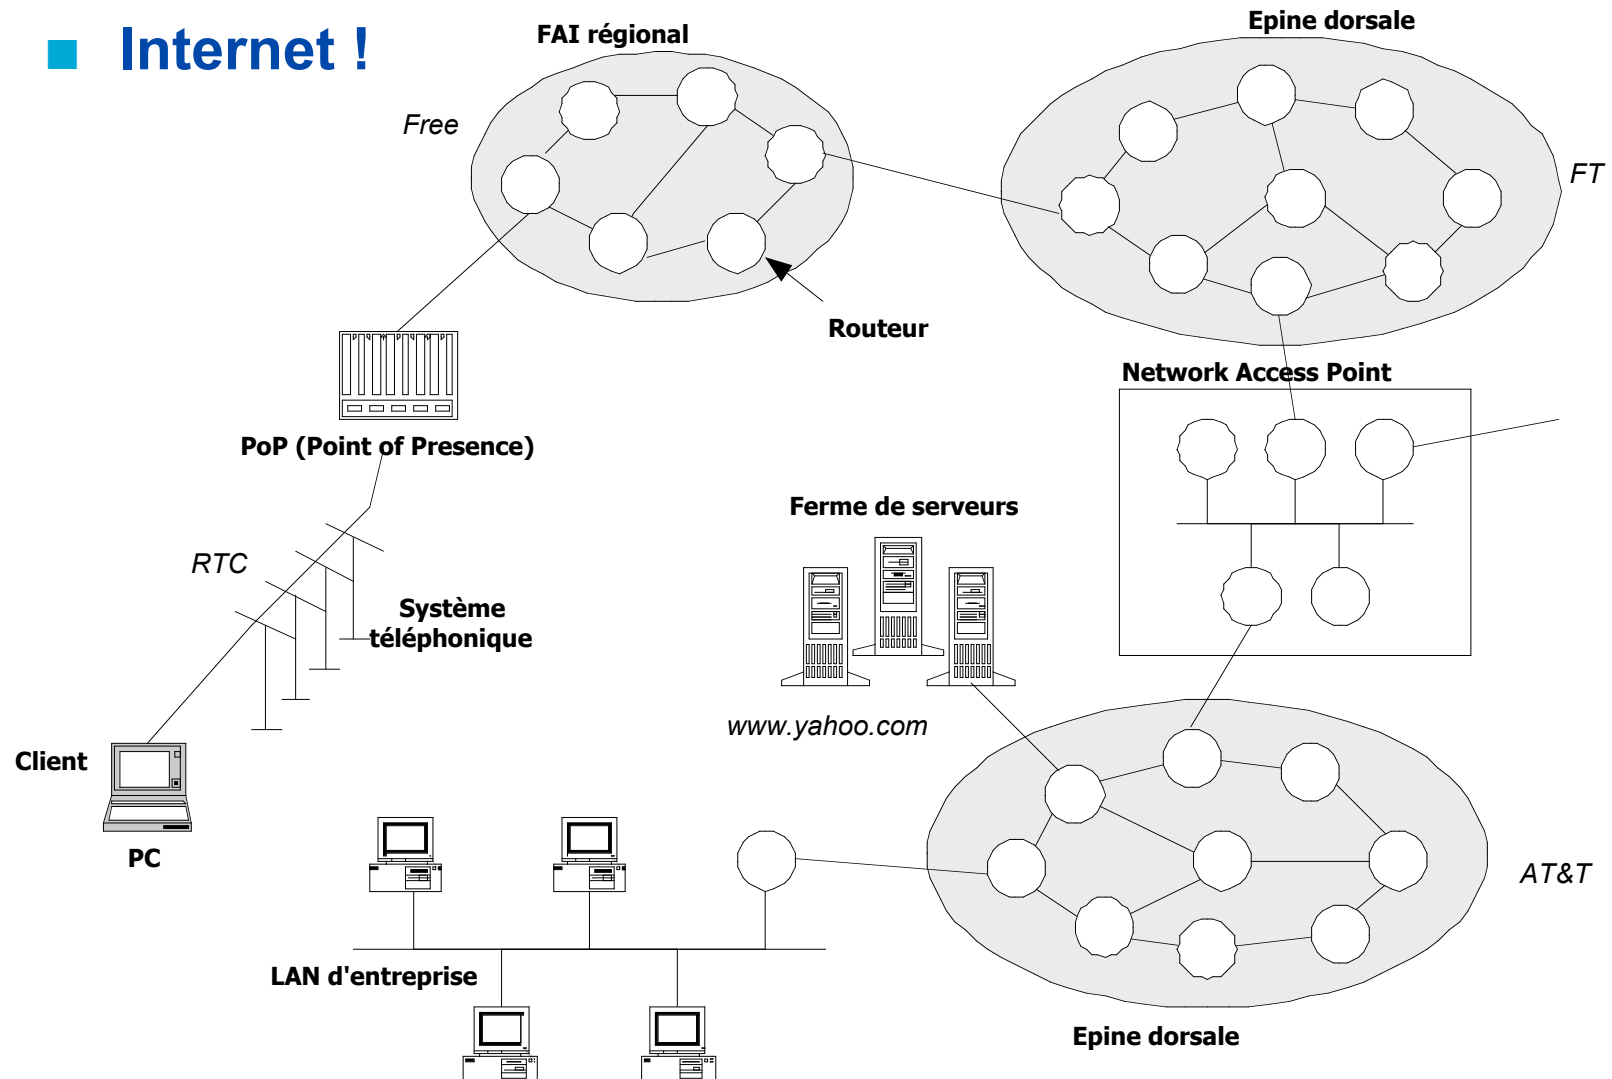 Internet !
FAI régional
Epine dorsale
Free
FT
Routeur
Network Access Point
PoP (Point of Presence)
Ferme de serveurs
RTC
Système
téléphonique
www.yahoo.com
Client
PC
AT&T
LAN d'entreprise
Epine dorsale